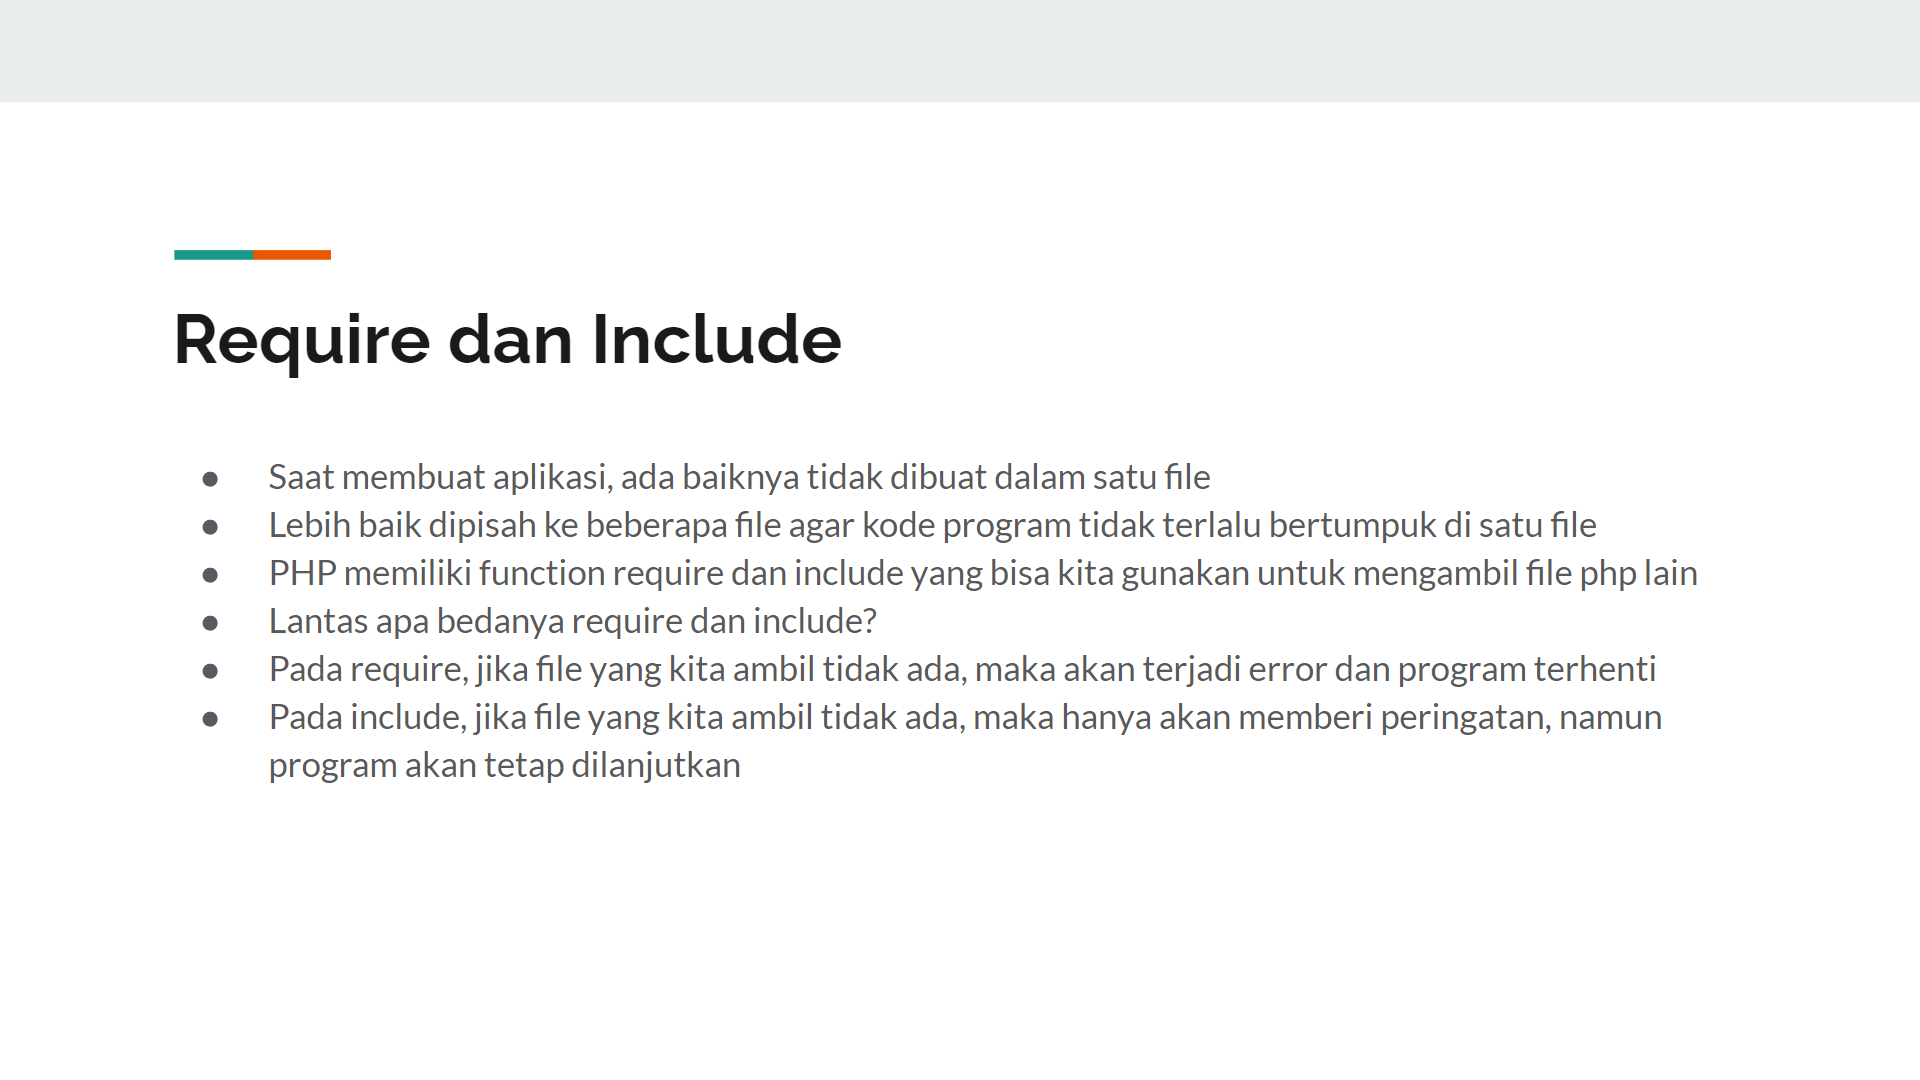 Require dan Include
● Saat membuat aplikasi, ada baiknya tidak dibuat dalam satu file
● Lebih baik dipisah ke beberapa file agar kode program tidak terlalu bertumpuk di satu file
● PHP memiliki function require dan include yang bisa kita gunakan untuk mengambil file php lain
● Lantas apa bedanya require dan include?
● Pada require, jika file yang kita ambil tidak ada, maka akan terjadi error dan program terhenti
● Pada include, jika file yang kita ambil tidak ada, maka hanya akan memberi peringatan, namun
program akan tetap dilanjutkan